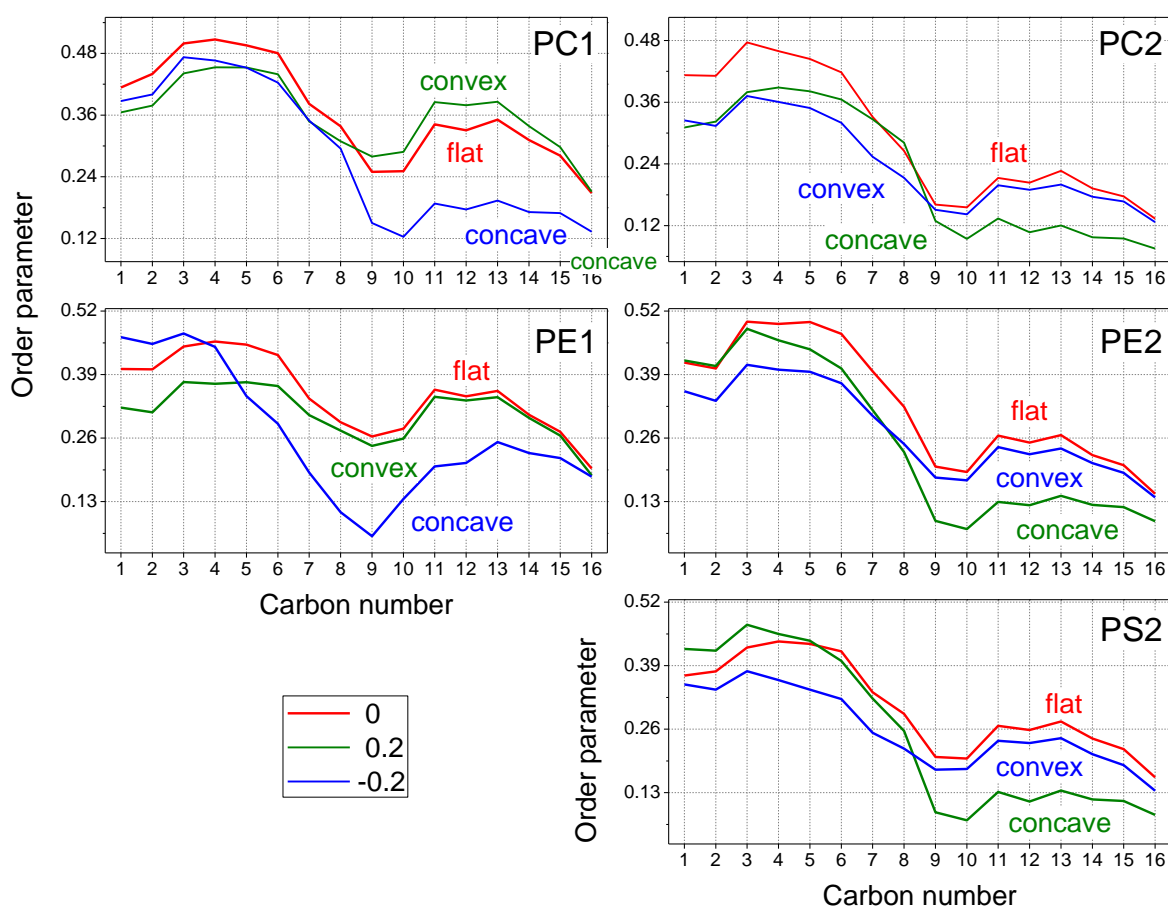 PC1
0.48
0.36
0.24
0.12
convex
flat
concave
concave
1 2 3 4 5 6 7 8 9 10 11 12 13 14 15 16
PC2
0.48
0.36
0.24
0.12
flat
convex
concave
1 2 3 4 5 6 7 8 9 10 11 12 13 14 15 16
Order parameter
PE1
0.52
0.39
0.26
0.13
flat
convex
concave
1 2 3 4 5 6 7 8 9 10 11 12 13 14 15 16
Carbon number
PE2
0.52
0.39
0.26
0.13
flat
convex
concave
1 2 3 4 5 6 7 8 9 10 11 12 13 14 15 16
0
0.2
-0.2
Order parameter
PS2
0.52
0.39
0.26
0.13
flat
convex
concave
1 2 3 4 5 6 7 8 9 10 11 12 13 14 15 16
Carbon number